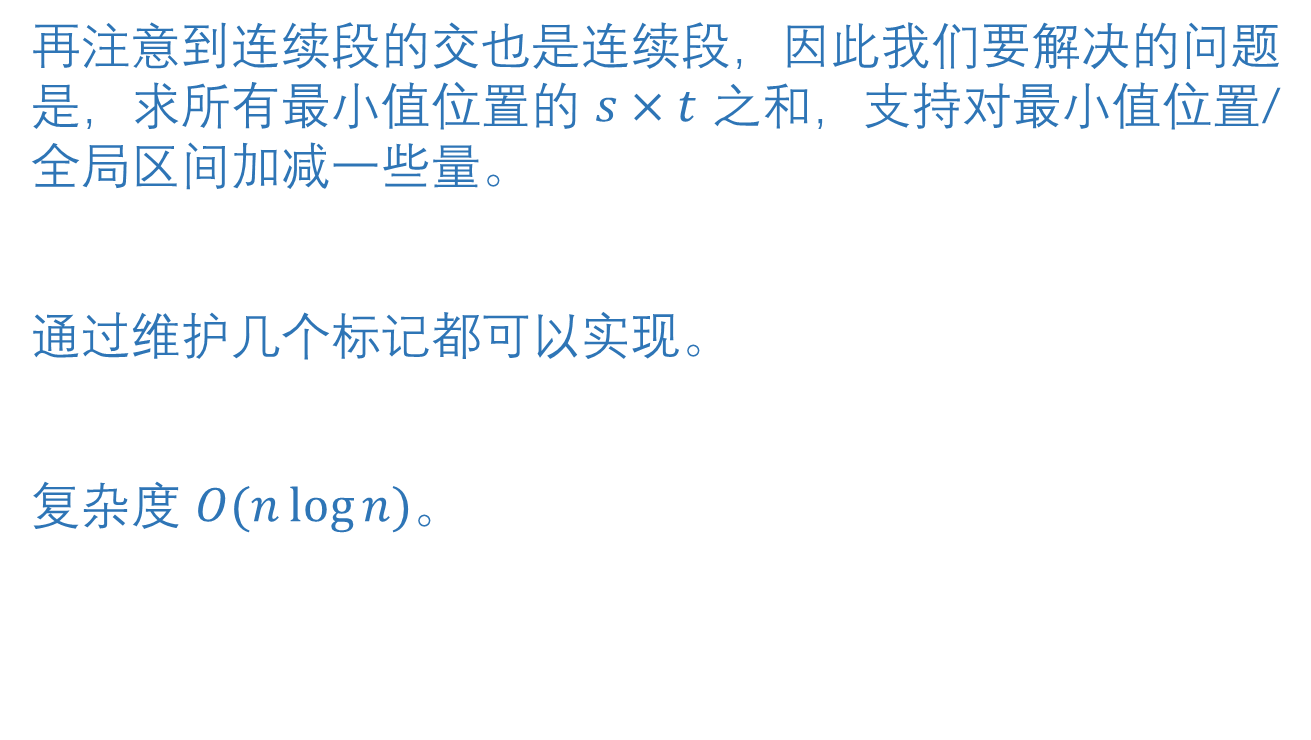 再注意到连续段的交也是连续段，因此我们要解决的问题
是，求所有最小值位置的 s × t 之和，支持对最小值位置/
全局区间加减一些量。
通过维护几个标记都可以实现。
复杂度 O(n log n)。